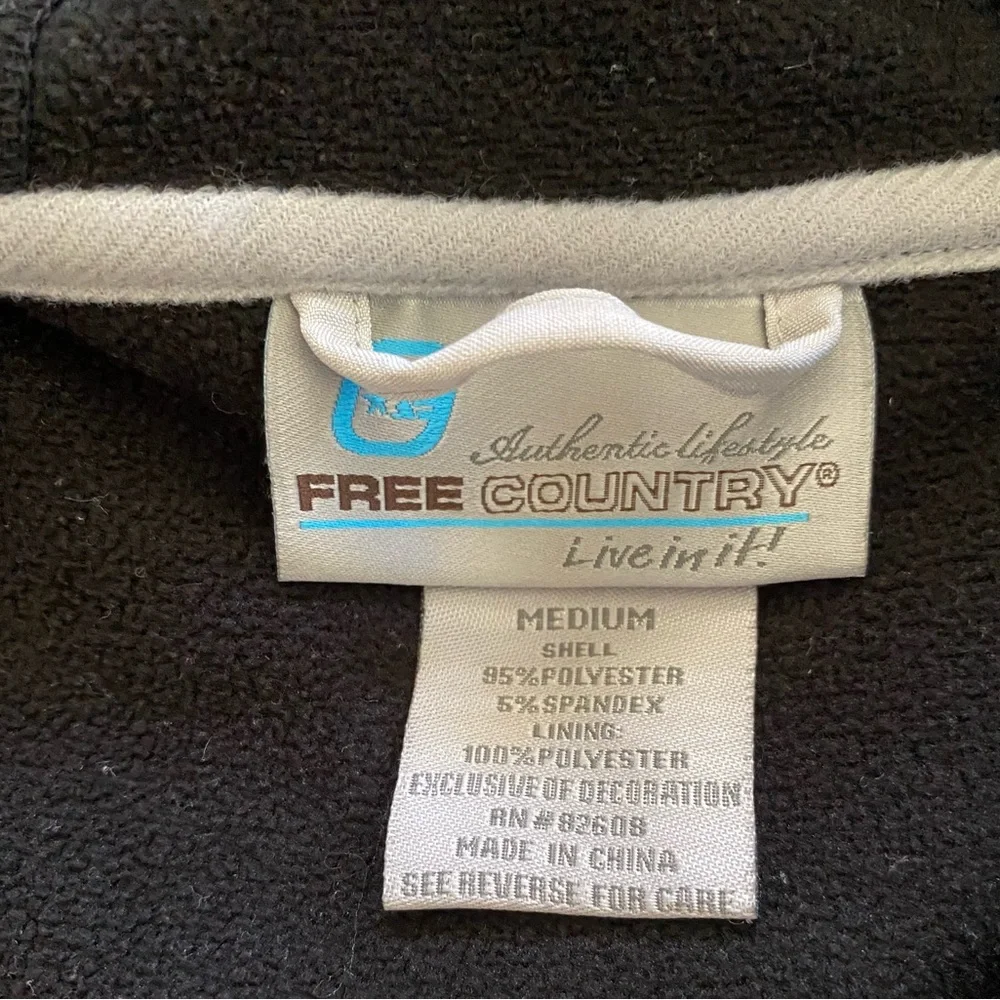 Authentic lifestyle
FREE COUNTRY®
Live in it!
MEDIUM
SHELL
95%POLYESTER
5%SPANDEX
LINING:
100%POLYESTER
EXCLUSIVE OF DECORATION
RN#82608
MADE IN CHINA
SEE REVERSE FOR CARE